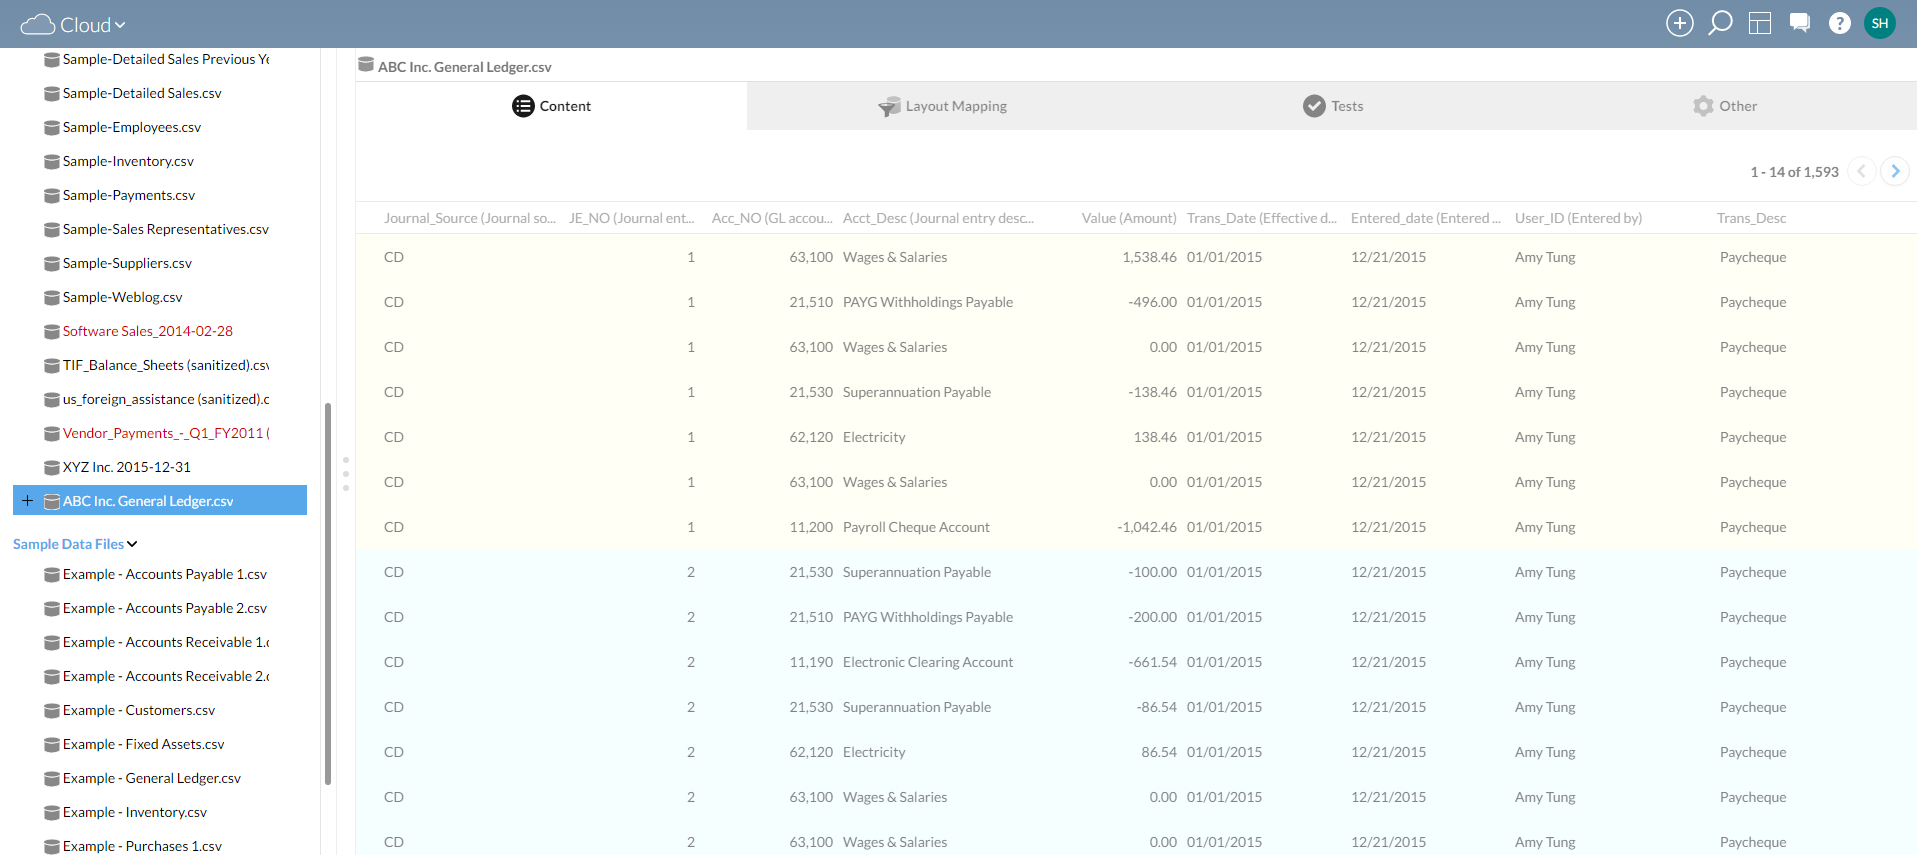 Cloud
SH
Sample-Detailed Sales Previous Ye
Sample-Detailed Sales.csv
Sample-Employees.csv
Sample-Inventory.csv
Sample-Payments.csv
Sample-Sales Representatives.csv
Sample-Suppliers.csv
Sample-Weblog.csv
Software Sales_2014-02-28
TIF_Balance_Sheets (sanitized).csv
us_foreign_assistance (sanitized).c
Vendor_Payments_-_Q1_FY2011 (
XYZ Inc. 2015-12-31
+ ABC Inc. General Ledger.csv
Sample Data Files
Example - Accounts Payable 1.csv
Example - Accounts Payable 2.csv
Example - Accounts Receivable 1.c
Example - Accounts Receivable 2.c
Example - Customers.csv
Example - Fixed Assets.csv
Example - General Ledger.csv
Example - Inventory.csv
Example - Purchases 1.csv
ABC Inc. General Ledger.csv
Content Layout Mapping Tests Other
1 - 14 of 1,593
Journal_Source (Journal so... JE_NO (Journal ent... Acc_NO (GL accou... Acct_Desc (Journal entry desc... Value (Amount) Trans_Date (Effective d... Entered_date (Entered ... User_ID (Entered by) Trans_Desc
CD 1 63,100 Wages & Salaries 1,538.46 01/01/2015 12/21/2015 Amy Tung Paycheque
CD 1 21,510 PAYG Withholdings Payable -496.00 01/01/2015 12/21/2015 Amy Tung Paycheque
CD 1 63,100 Wages & Salaries 0.00 01/01/2015 12/21/2015 Amy Tung Paycheque
CD 1 21,530 Superannuation Payable -138.46 01/01/2015 12/21/2015 Amy Tung Paycheque
CD 1 62,120 Electricity 138.46 01/01/2015 12/21/2015 Amy Tung Paycheque
CD 1 63,100 Wages & Salaries 0.00 01/01/2015 12/21/2015 Amy Tung Paycheque
CD 1 11,200 Payroll Cheque Account -1,042.46 01/01/2015 12/21/2015 Amy Tung Paycheque
CD 2 21,530 Superannuation Payable -100.00 01/01/2015 12/21/2015 Amy Tung Paycheque
CD 2 21,510 PAYG Withholdings Payable -200.00 01/01/2015 12/21/2015 Amy Tung Paycheque
CD 2 11,190 Electronic Clearing Account -661.54 01/01/2015 12/21/2015 Amy Tung Paycheque
CD 2 21,530 Superannuation Payable -86.54 01/01/2015 12/21/2015 Amy Tung Paycheque
CD 2 62,120 Electricity 86.54 01/01/2015 12/21/2015 Amy Tung Paycheque
CD 2 63,100 Wages & Salaries 0.00 01/01/2015 12/21/2015 Amy Tung Paycheque
CD 2 63,100 Wages & Salaries 0.00 01/01/2015 12/21/2015 Amy Tung Paycheque